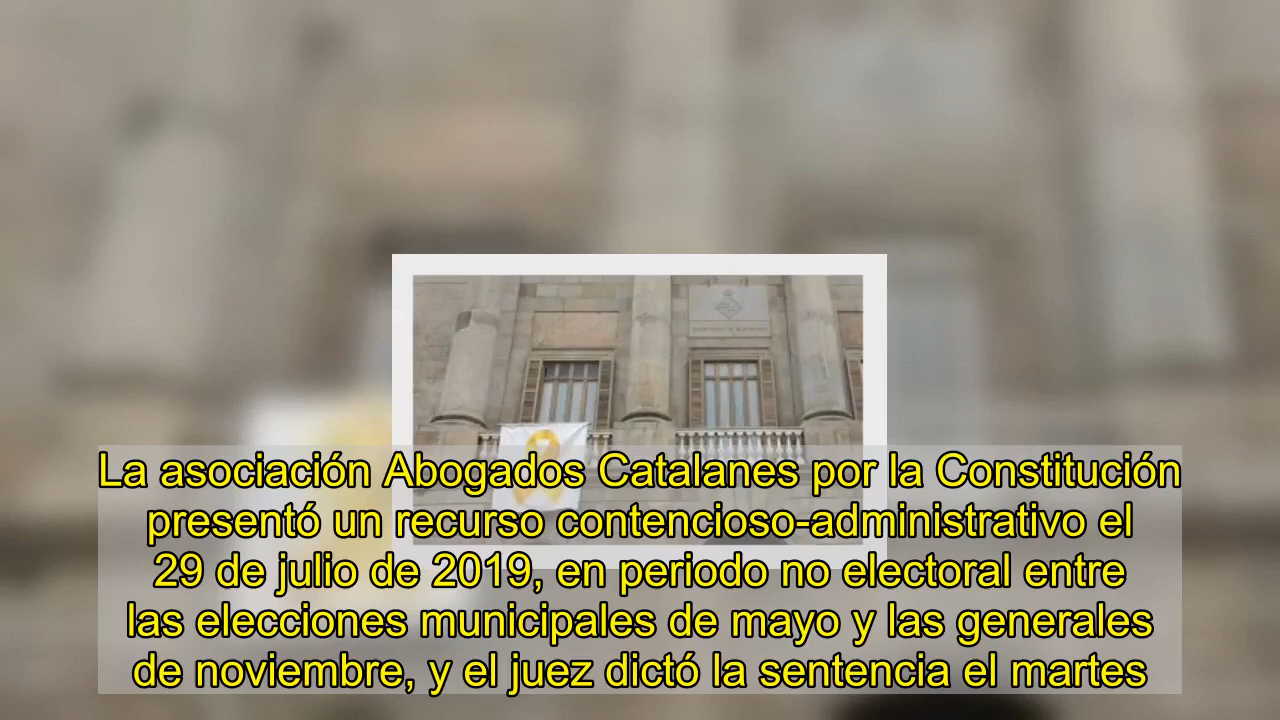 La asociación Abogados Catalanes por la Constitución
presentó un recurso contencioso-administrativo el
29 de julio de 2019, en periodo no electoral entre
las elecciones municipales de mayo y las generales
de noviembre, y el juez dictó la sentencia el martes